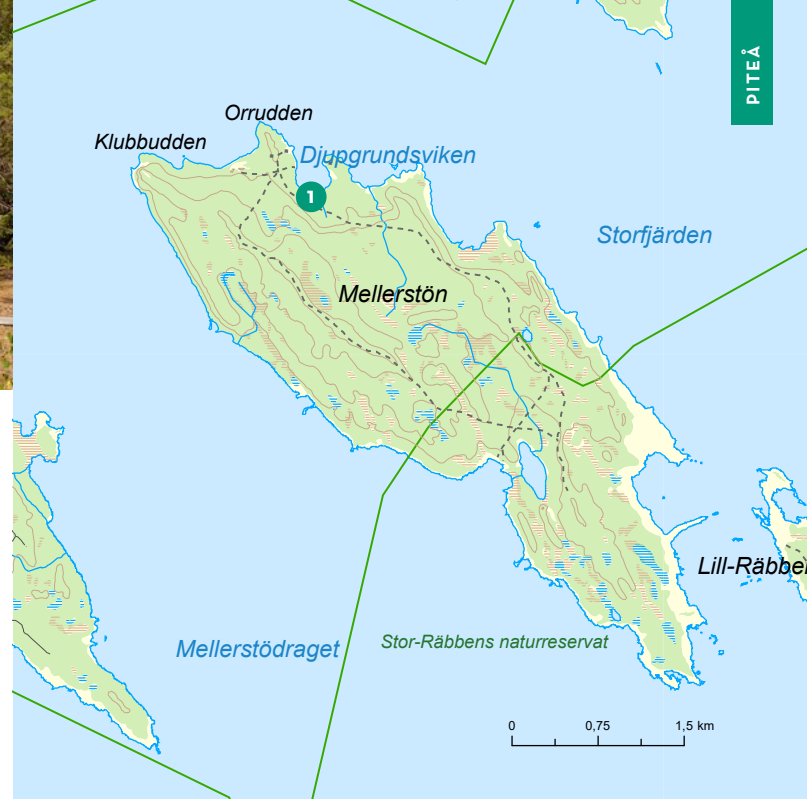 PITEÅ
Orrudden
Klubbudden
Djupgrundsviken
1
Storfjärden
Mellerstön
Lill-Räbben
Mellerstödraget
Stor-Räbbens naturreservat
0 0,75 1,5 km